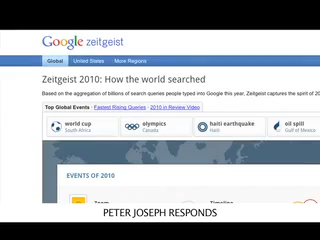 Google zeitgeist
Global United States More Regions
Zeitgeist 2010: How the world searched
Based on the aggregation of billions of search queries people typed into Google this year, Zeitgeist captures the spirit of 20
Top Global Events · Fastest Rising Queries · 2010 in Review Video
world cup olympics haiti earthquake oil spill
South Africa Canada Haiti Gulf of Mexico
EVENTS OF 2010
Zoom Timeline
PETER JOSEPH RESPONDS